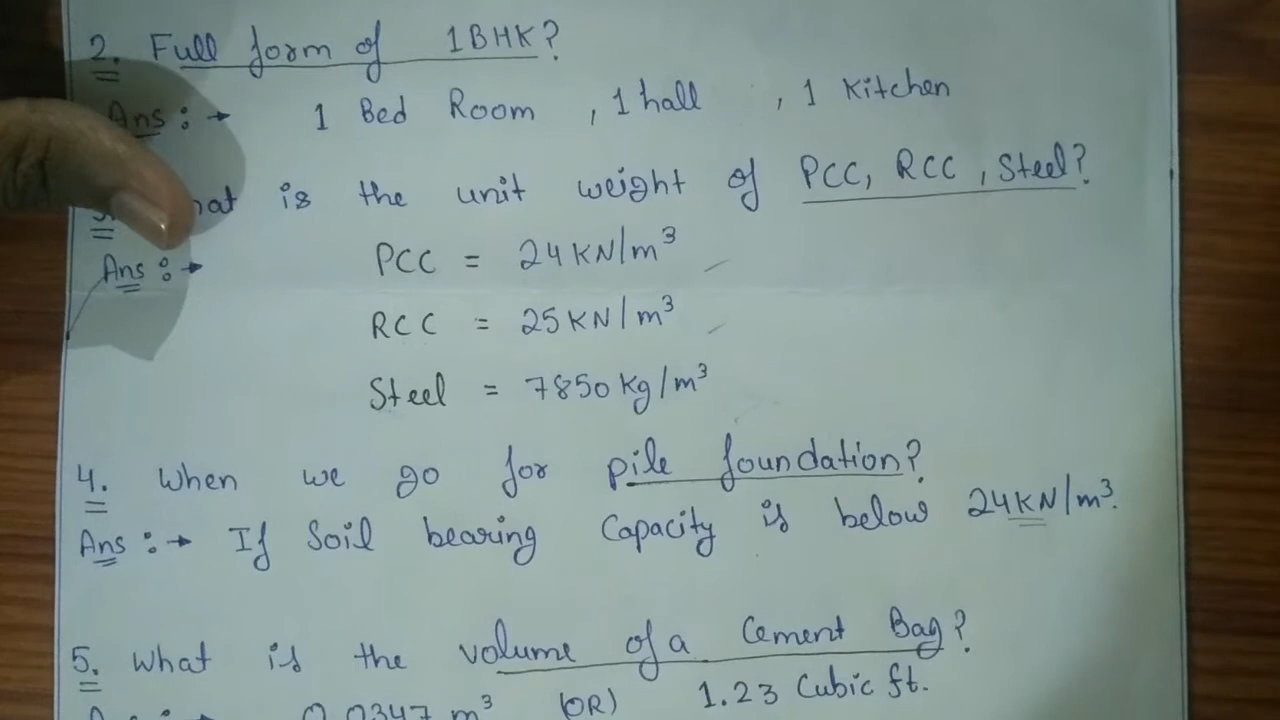 2. Full form of 1BHK?
Ans :→ 1 Bed Room , 1 hall , 1 Kitchen
is the unit weight of PCC, RCC , Steel?
Ans :→ PCC = 24 KN/m³
RCC = 25 KN/m³
Steel = 7850 Kg/m³
4. When we go for pile foundation?
Ans :→ If Soil bearing Capacity is below 24 KN/m³.
5. What is the volume of a Cement Bag?
0.0347 m³ (OR) 1.23 Cubic ft.